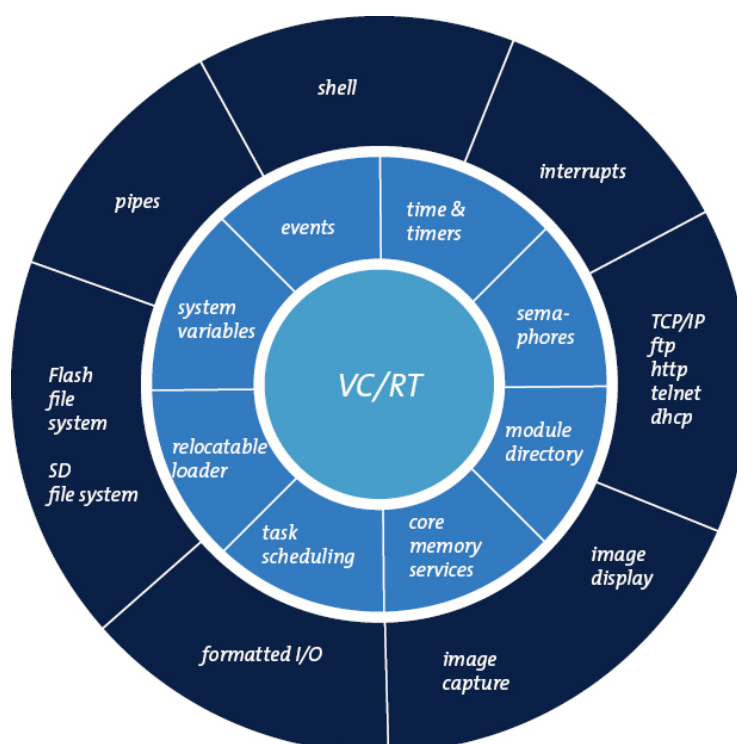 shell
interrupts
pipes
events
time &
timers
system
variables
sema-
phores
TCP/IP
ftp
http
telnet
dhcp
Flash
file
system
SD
file system
VC/RT
relocatable
loader
module
directory
task
scheduling
core
memory
services
image
display
formatted I/O
image
capture